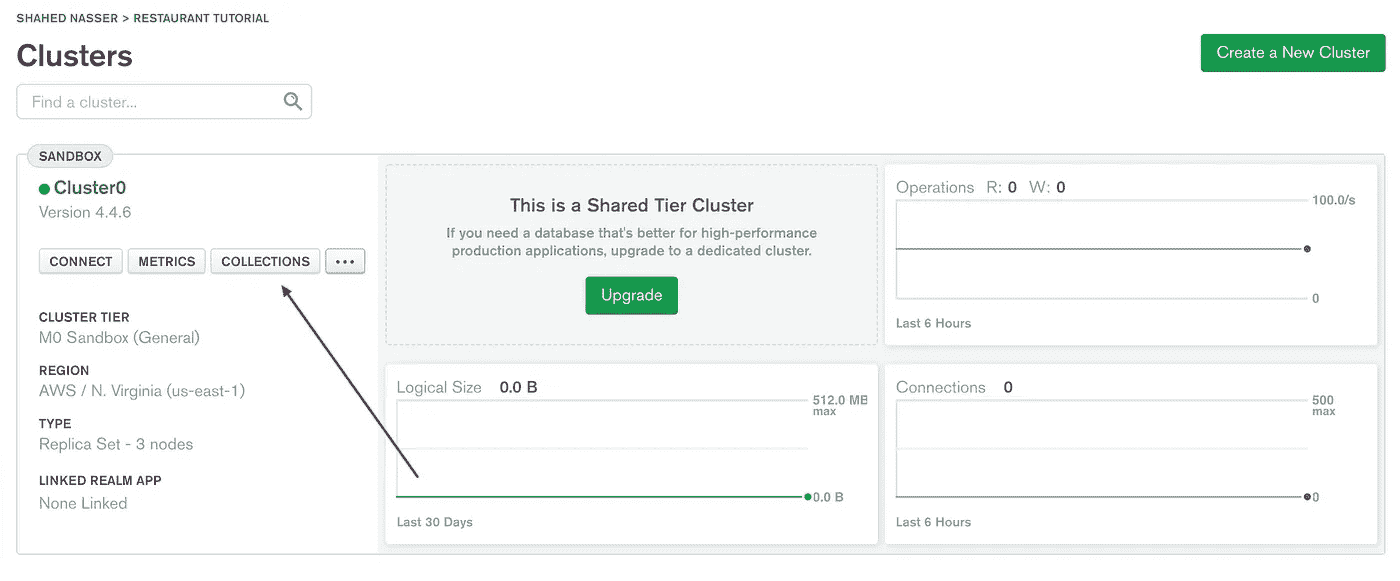 SHAHED NASSER > RESTAURANT TUTORIAL
Clusters
Create a New Cluster
Find a cluster...
SANDBOX
Cluster0
Version 4.4.6
CONNECT
METRICS
COLLECTIONS
...
CLUSTER TIER
M0 Sandbox (General)
REGION
AWS / N. Virginia (us-east-1)
TYPE
Replica Set - 3 nodes
LINKED REALM APP
None Linked
This is a Shared Tier Cluster
If you need a database that's better for high-performance
production applications, upgrade to a dedicated cluster.
Upgrade
Operations R: 0 W: 0
100.0/s
0
Last 6 Hours
Logical Size 0.0 B
512.0 MB
max
0.0 B
Last 30 Days
Connections 0
500
max
0
Last 6 Hours